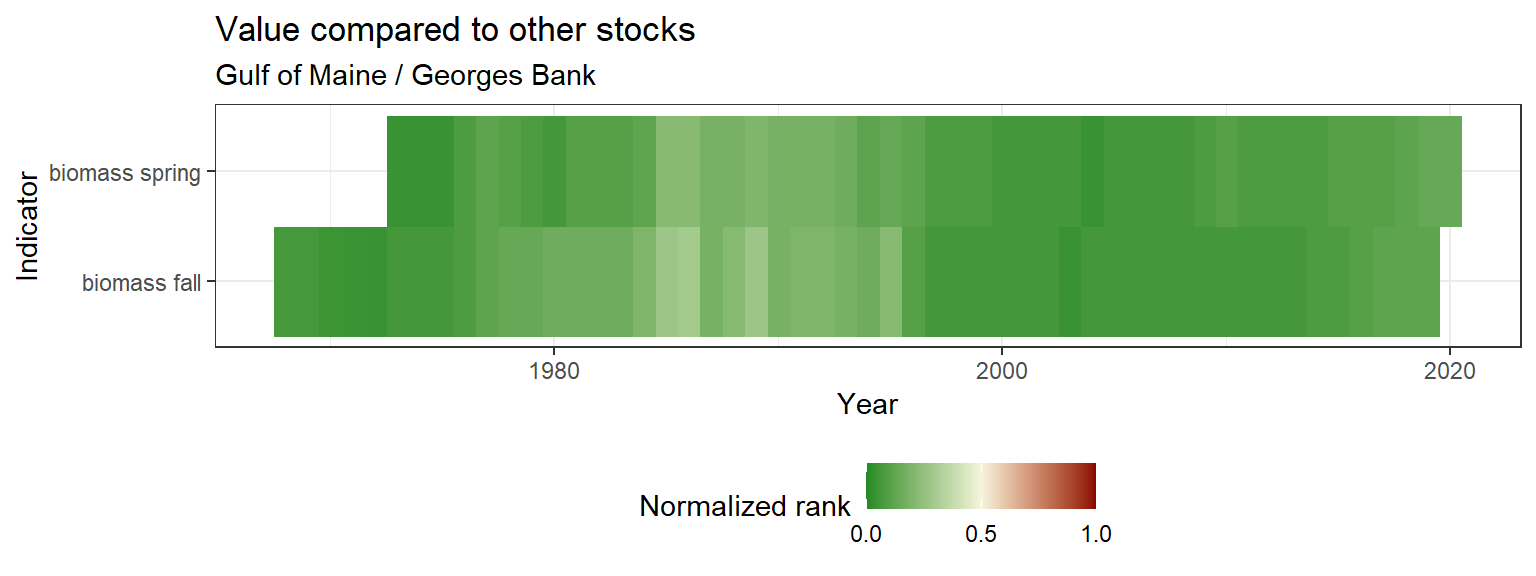 Value compared to other stocks
Gulf of Maine / Georges Bank
Indicator
biomass spring
biomass fall
1980
2000
2020
Year
Normalized rank
0.0
0.5
1.0